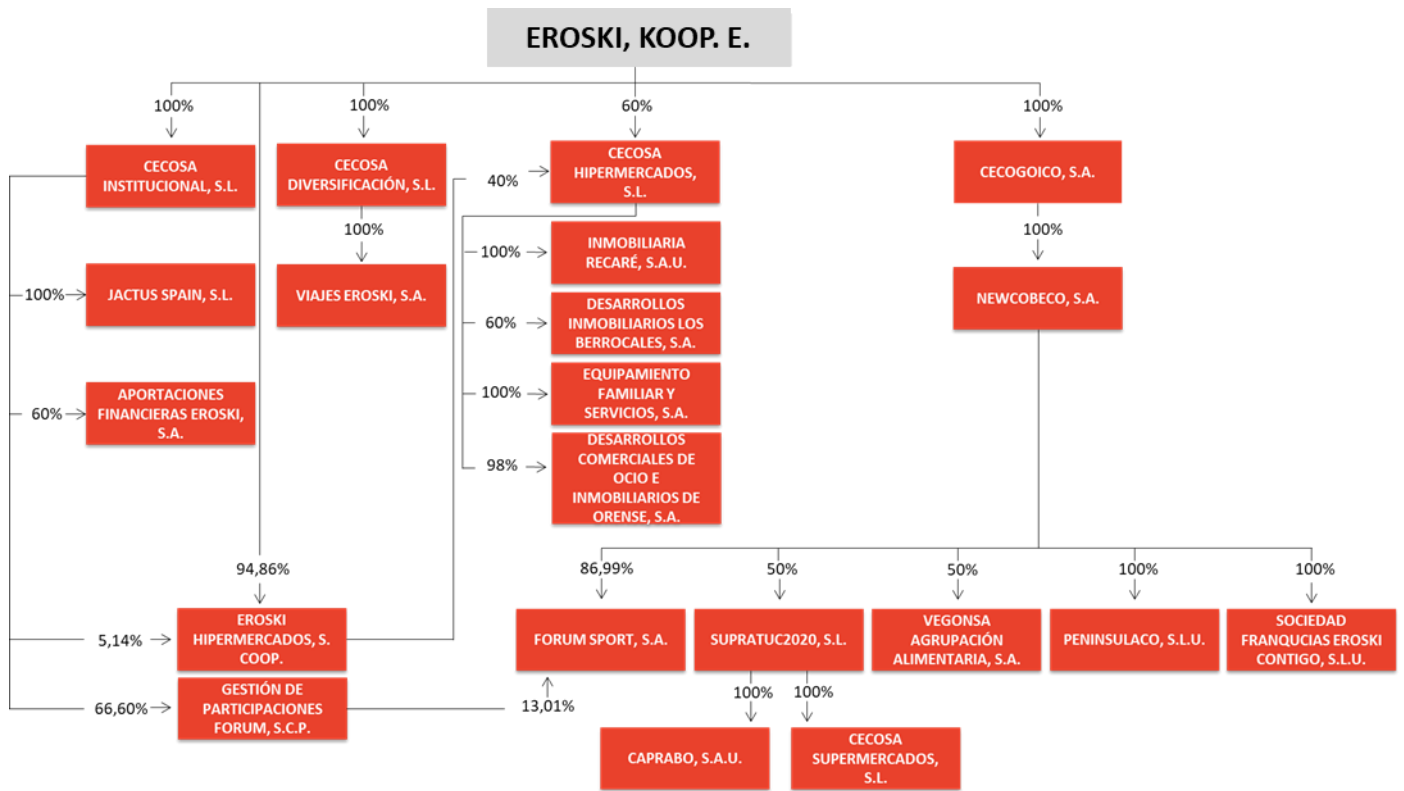 EROSKI, KOOP. E.
100%
100%
60%
100%
CECOSA
INSTITUCIONAL, S.L.
CECOSA
DIVERSIFICACIÓN, S.L.
40%
CECOSA
HIPERMERCADOS,
S.L.
CECOGOICO, S.A.
100%
100%
100%
INMOBILIARIA
RECARÉ, S.A.U.
100%
JACTUS SPAIN, S.L.
VIAJES EROSKI, S.A.
NEWCOBECO, S.A.
60%
DESARROLLOS
INMOBILIARIOS LOS
BERROCALES, S.A.
60%
APORTACIONES
FINANCIERAS EROSKI,
S.A.
100%
EQUIPAMIENTO
FAMILIAR Y
SERVICIOS, S.A.
98%
DESARROLLOS
COMERCIALES DE
OCIO E
INMOBILIARIOS DE
ORENSE, S.A.
94,86%
86,99%
50%
50%
100%
100%
5,14%
EROSKI
HIPERMERCADOS, S.
COOP.
FORUM SPORT, S.A.
SUPRATUC2020, S.L.
VEGONSA
AGRUPACIÓN
ALIMENTARIA, S.A.
PENINSULACO, S.L.U.
SOCIEDAD
FRANQUCIAS EROSKI
CONTIGO, S.L.U.
66,60%
GESTIÓN DE
PARTICIPACIONES
FORUM, S.C.P.
13,01%
100%
100%
CAPRABO, S.A.U.
CECOSA
SUPERMERCADOS,
S.L.